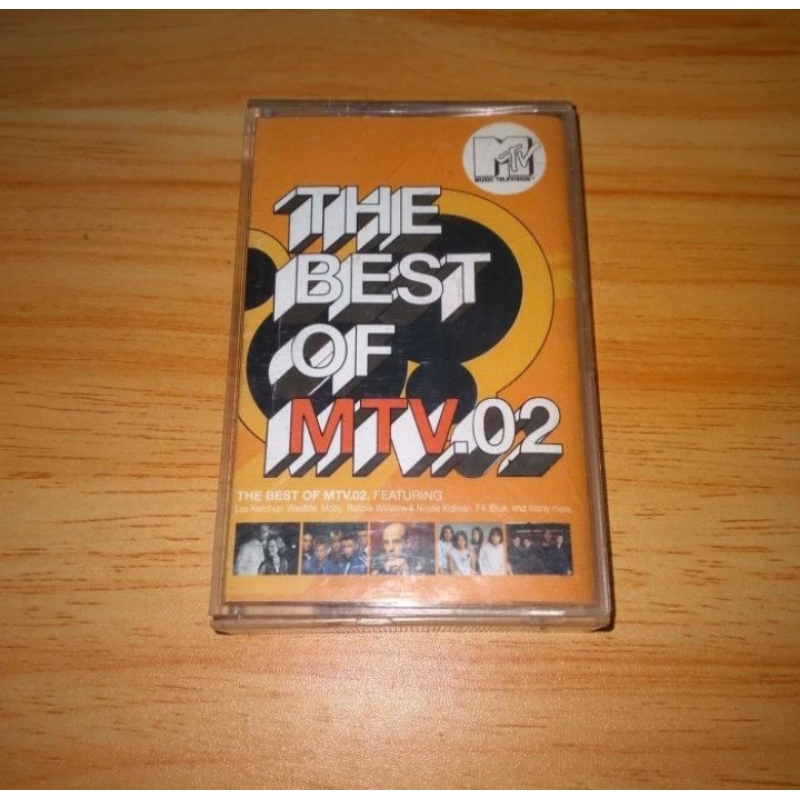 MTV
MUSIC TELEVISION
THE
BEST
OF
MTV.02
THE BEST OF MTV.02. FEATURING
Las Ketchup, Westlife, Moby, Robbie Williams & Nicole Kidman, F4, Blue, and many more.